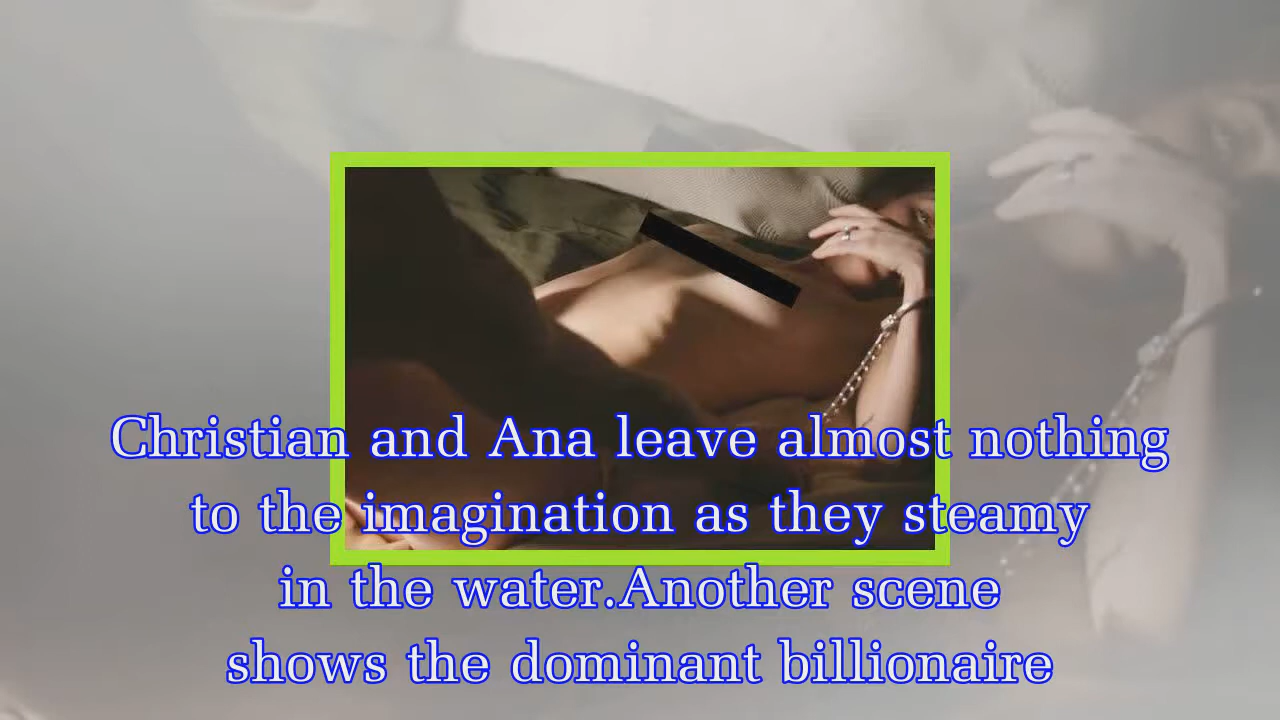 Christian and Ana leave almost nothing
to the imagination as they steamy
in the water.Another scene
shows the dominant billionaire